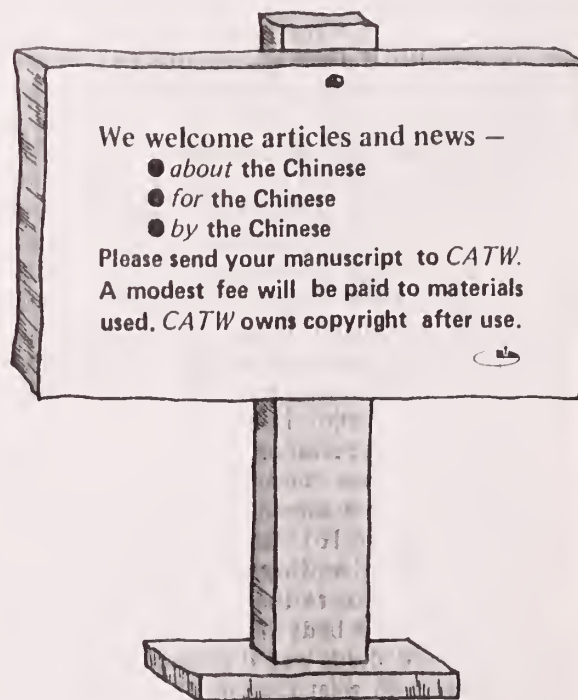 We welcome articles and news —
● about the Chinese
● for the Chinese
● by the Chinese
Please send your manuscript to CATW.
A modest fee will be paid to materials
used. CATW owns copyright after use.